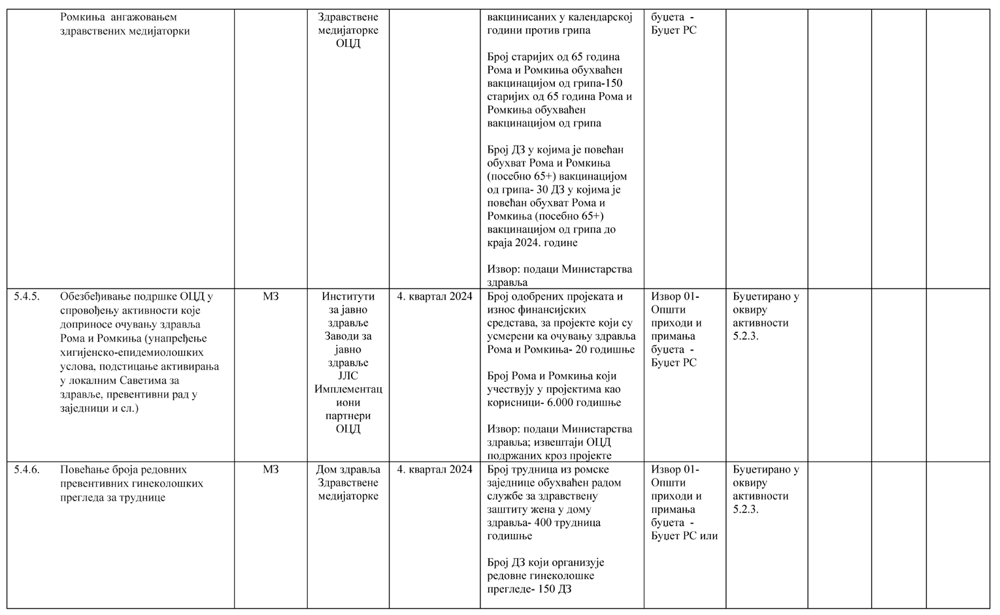 Ромкиња ангажовањем
здравствених медијаторки
Здравствене
медијаторке
ОЦД
вакцинисаних у календарској
години против грипа
Број старијих од 65 година
Рома и Ромкиња обухваћен
вакцинацијом од грипа-150
старијих од 65 година Рома и
Ромкиња обухваћен
вакцинацијом од грипа
Број ДЗ у којима је повећан
обухват Рома и Ромкиња
(посебно 65+) вакцинацијом
од грипа- 30 ДЗ у којима је
повећан обухват Рома и
Ромкиња (посебно 65+)
вакцинацијом од грипа до
краја 2024. године
Извор: подаци Министарства
здравља
буџета -
Буџет РС
5.4.5.
Обезбеђивање подршке ОЦД у
спровођењу активности које
доприносе очувању здравља
Рома и Ромкиња (унапређење
хигијенско-епидемиолошких
услова, подстицање активирања
у локалним Саветима за
здравље, превентивни рад у
заједници и сл.)
МЗ
Институти
за јавно
здравље
Заводи за
јавно
здравље
ЈЛС
Имплементац
иони
партнери
ОЦД
4. квартал 2024
Број одобрених пројеката и
износ финансијских
средстава, за пројекте који су
усмерени ка очувању здравља
Рома и Ромкиња- 20 годишње
Број Рома и Ромкиња који
учествују у пројектима као
корисници- 6.000 годишње
Извор: подаци Министарства
здравља; извештаји ОЦД
подржаних кроз пројекте
Извор 01-
Општи
приходи и
примања
буџета -
Буџет РС
Буџетирано у
оквиру
активности
5.2.3.
5.4.6.
Повећање броја редовних
превентивних гинеколошких
прегледа за труднице
МЗ
Дом здравља
Здравствене
медијаторке
4. квартал 2024
Број трудница из ромске
заједнице обухваћен радом
службе за здравствену
заштиту жена у дому
здравља- 400 трудница
годишње
Број ДЗ који организује
редовне гинеколошке
прегледе- 150 ДЗ
Извор 01-
Општи
приходи и
примања
буџета -
Буџет РС или
Буџетирано у
оквиру
активности
5.2.3.